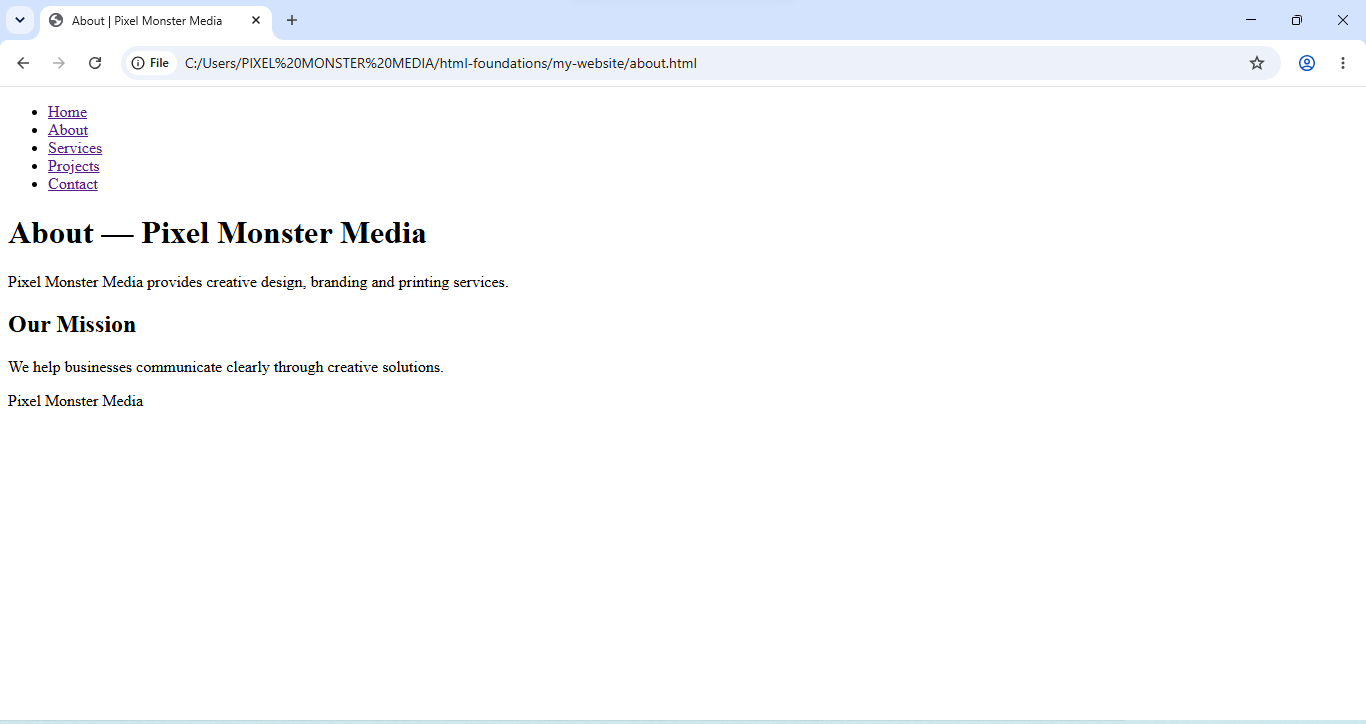 About | Pixel Monster Media
File
C:/Users/PIXEL%20MONSTER%20MEDIA/html-foundations/my-website/about.html
Home
About
Services
Projects
Contact
About — Pixel Monster Media
Pixel Monster Media provides creative design, branding and printing services.
Our Mission
We help businesses communicate clearly through creative solutions.
Pixel Monster Media